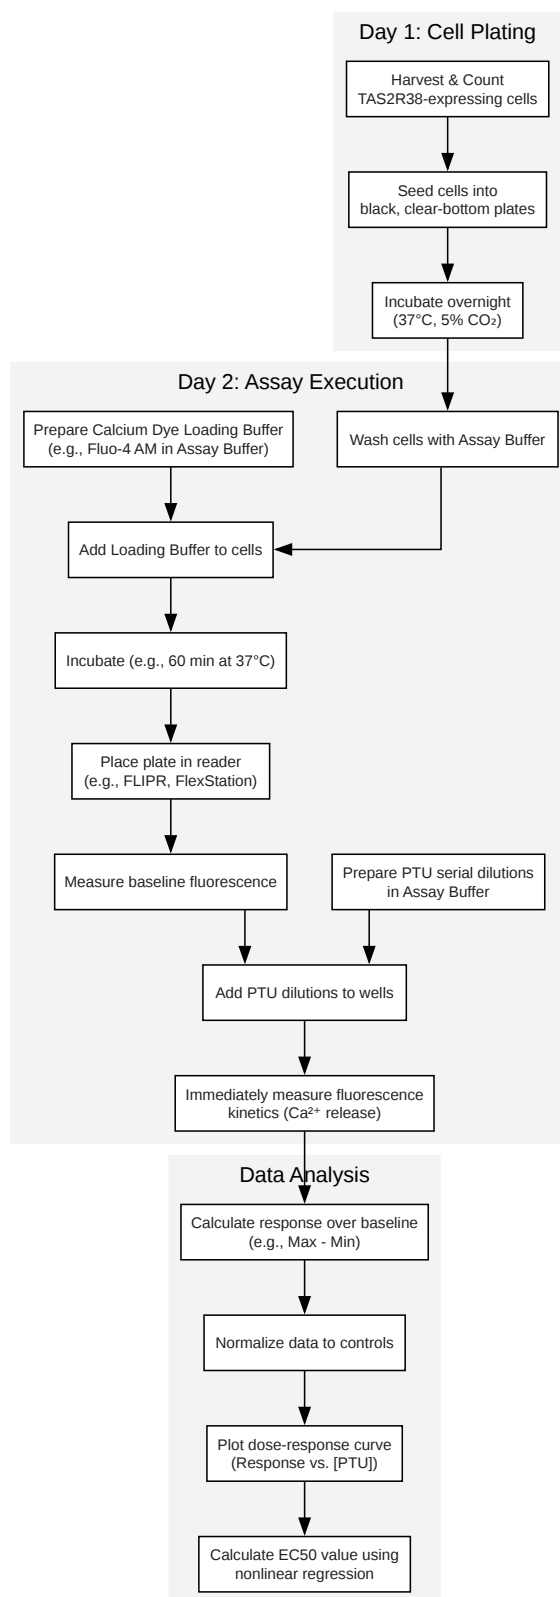 Day 1: Cell Plating
Harvest & Count
TAS2R38-expressing cells
Seed cells into
black, clear-bottom plates
Incubate overnight
(37°C, 5% CO₂)
Day 2: Assay Execution
Prepare Calcium Dye Loading Buffer
(e.g., Fluo-4 AM in Assay Buffer)
Wash cells with Assay Buffer
Add Loading Buffer to cells
Incubate (e.g., 60 min at 37°C)
Place plate in reader
(e.g., FLIPR, FlexStation)
Measure baseline fluorescence
Prepare PTU serial dilutions
in Assay Buffer
Add PTU dilutions to wells
Immediately measure fluorescence
kinetics (Ca²⁺ release)
Data Analysis
Calculate response over baseline
(e.g., Max - Min)
Normalize data to controls
Plot dose-response curve
(Response vs. [PTU])
Calculate EC50 value using
nonlinear regression